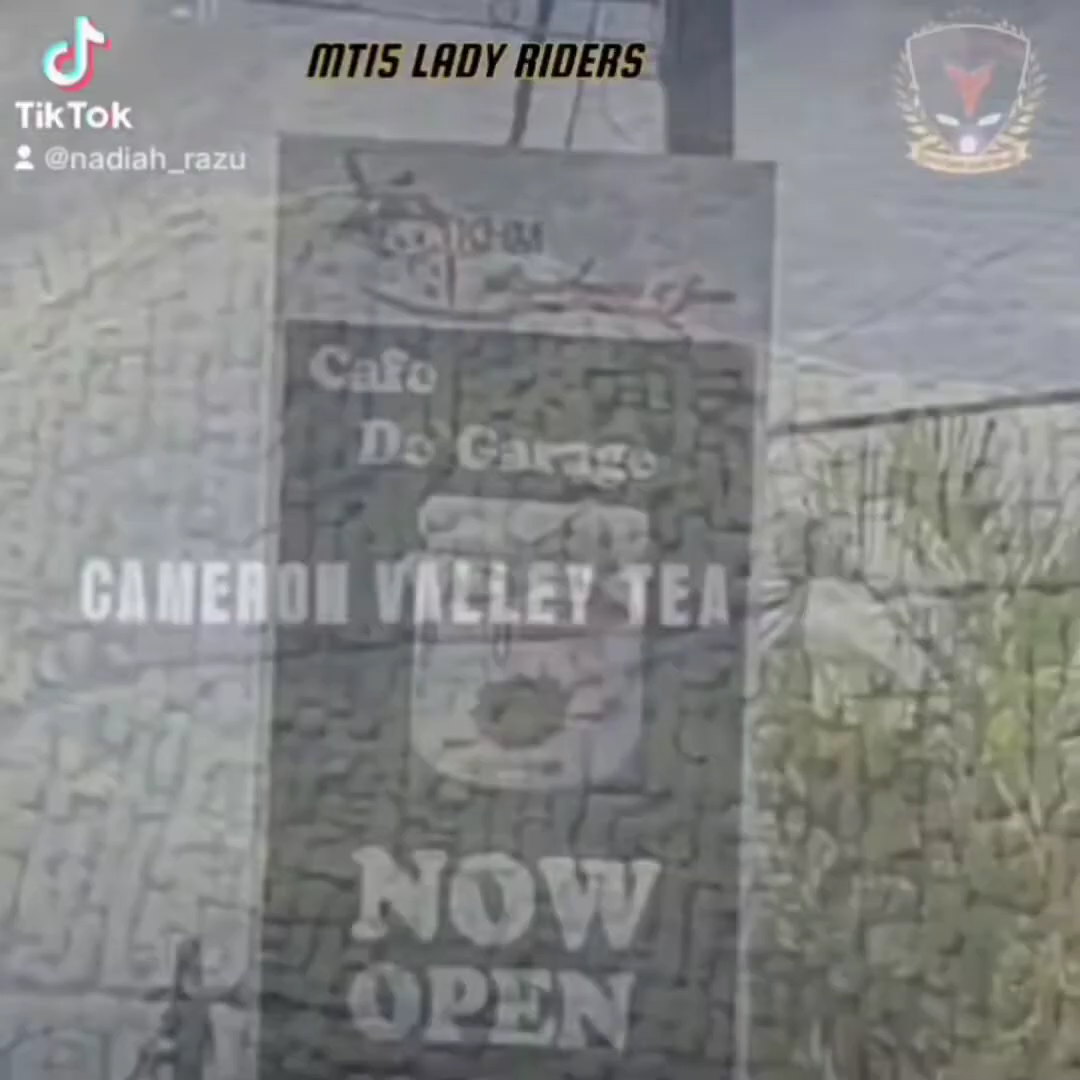 MT15 LADY RIDERS
TikTok
@nadiah_razu
Cafe
De' Garage
CAMERON VALLEY TEA
NOW
OPEN